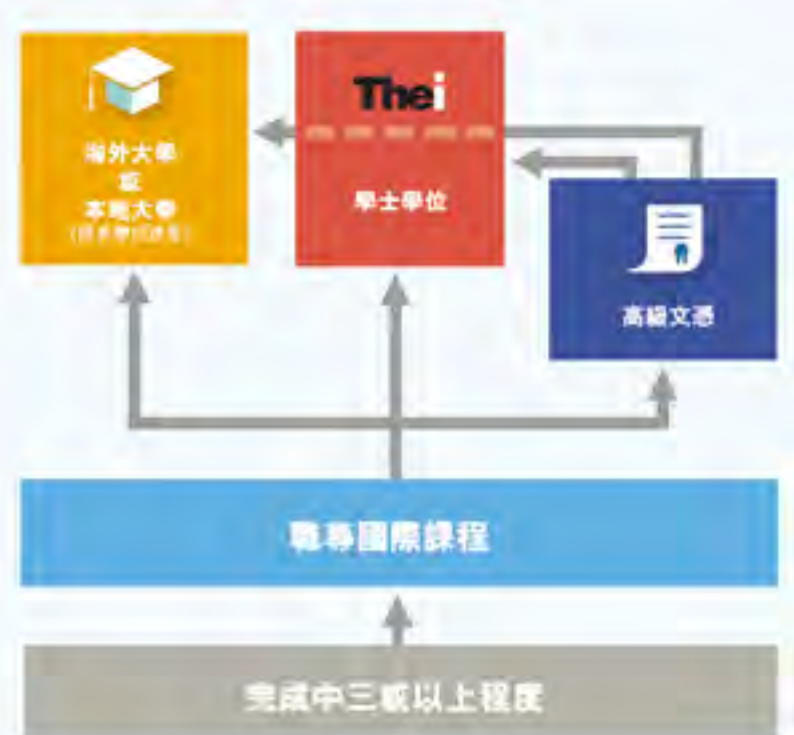 海外大學
或
本地大學
Thei
學士學位
高級文憑
職專國際課程
完成中三或以上程度